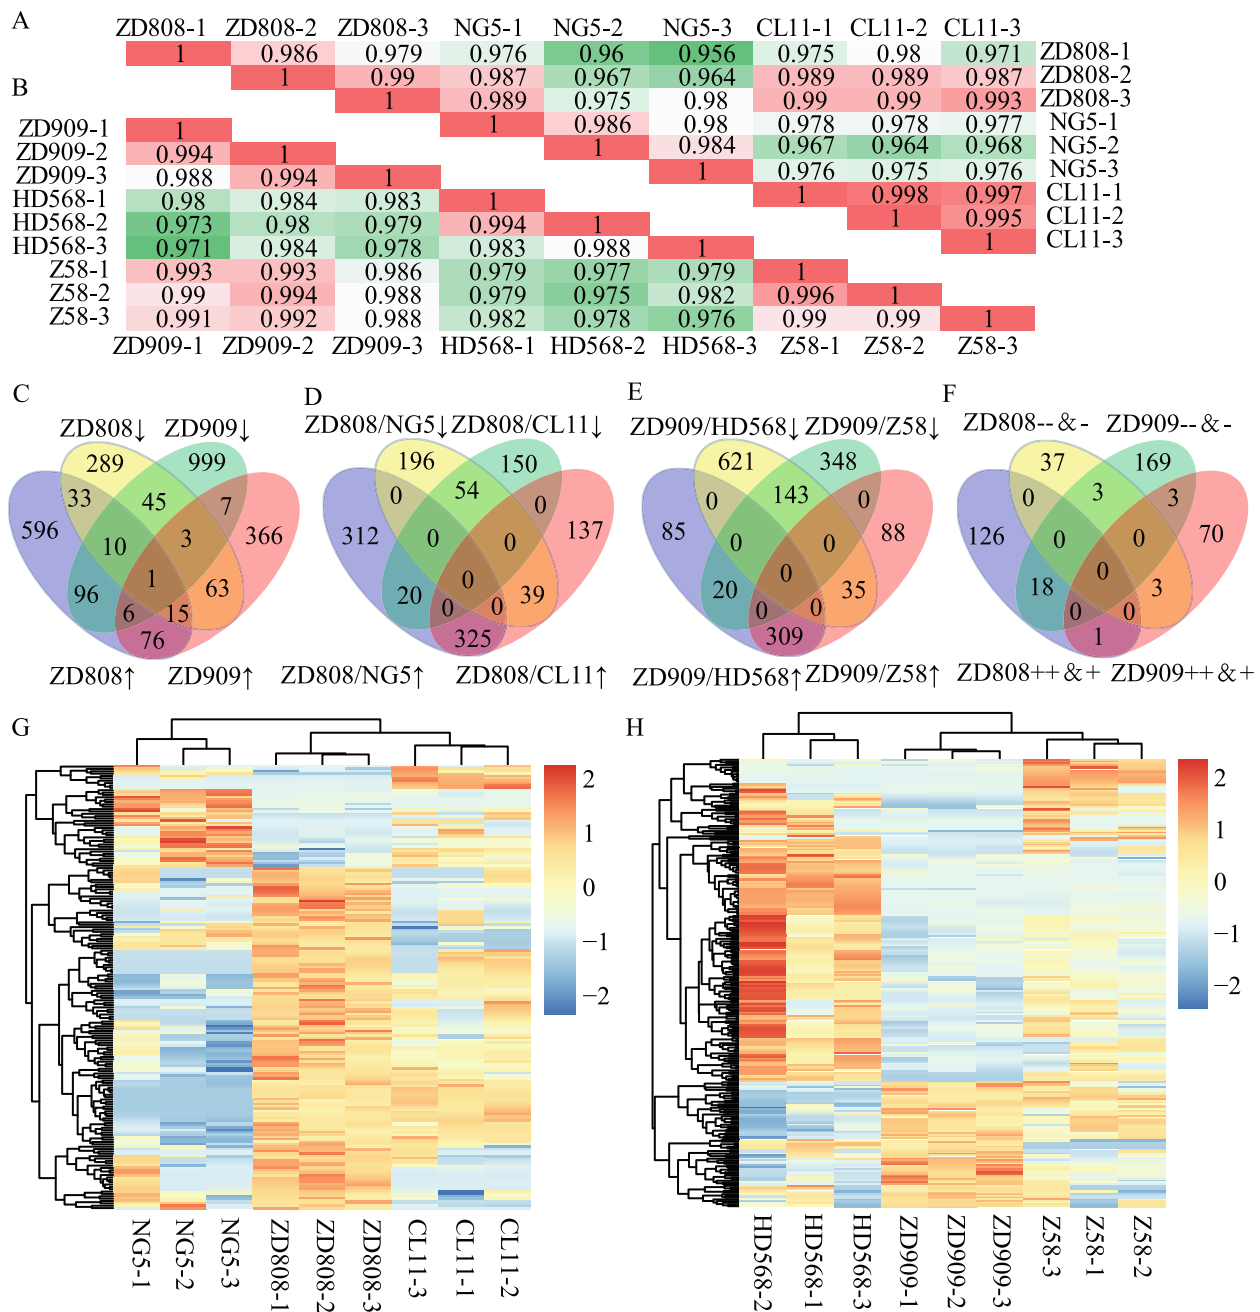 A
ZD808-1 ZD808-2 ZD808-3 NG5-1 NG5-2 NG5-3 CL11-1 CL11-2 CL11-3
1 0.986 0.979 0.976 0.96 0.956 0.975 0.98 0.971 ZD808-1
1 0.99 0.987 0.967 0.964 0.989 0.989 0.987 ZD808-2
1 0.989 0.975 0.98 0.99 0.99 0.993 ZD808-3
1 0.986 0.98 0.978 0.978 0.977 NG5-1
1 0.984 0.967 0.964 0.968 NG5-2
1 0.976 0.975 0.976 NG5-3
1 0.998 0.997 CL11-1
1 0.995 CL11-2
1 CL11-3
B
ZD909-1 1
ZD909-2 0.994 1
ZD909-3 0.988 0.994 1
HD568-1 0.98 0.984 0.983 1
HD568-2 0.973 0.98 0.979 0.994 1
HD568-3 0.971 0.984 0.978 0.983 0.988 1
Z58-1 0.993 0.993 0.986 0.979 0.977 0.979 1
Z58-2 0.99 0.994 0.988 0.979 0.975 0.982 0.996 1
Z58-3 0.991 0.992 0.988 0.982 0.978 0.976 0.99 0.99 1
ZD909-1 ZD909-2 ZD909-3 HD568-1 HD568-2 HD568-3 Z58-1 Z58-2 Z58-3
C
ZD808↓ ZD909↓
289 999
33 45 7
596 10 3 366
1
96 63
6 15
76
ZD808↑ ZD909↑
D
ZD808/NG5↓ ZD808/CL11↓
196 150
0 54 0
312 0 0 137
0
20 39
0 0
325
ZD808/NG5↑ ZD808/CL11↑
E
ZD909/HD568↓ ZD909/Z58↓
621 348
0 143 0
85 0 0 88
0
20 35
0 0
309
ZD909/HD568↑ ZD909/Z58↑
F
ZD808--&- ZD909--&-
37 169
0 3 3
126 0 0 70
0
18 3
0 0
1
ZD808++&+ ZD909++&+
G
2
1
0
−1
−2
NG5-1 NG5-2 NG5-3 ZD808-1 ZD808-2 ZD808-3 CL11-3 CL11-1 CL11-2
H
2
1
0
−1
−2
HD568-2 HD568-1 HD568-3 ZD909-1 ZD909-2 ZD909-3 Z58-3 Z58-1 Z58-2